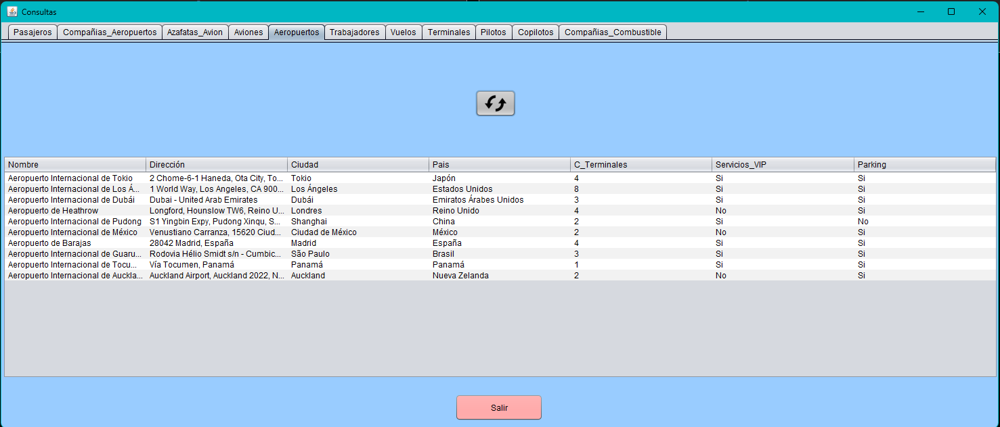 Consultas
Pasajeros Compañias_Aeropuertos Azafatas_Avion Aviones Aeropuertos Trabajadores Vuelos Terminales Pilotos Copilotos Compañias_Combustible
Nombre Dirección Ciudad Pais C_Terminales Servicios_VIP Parking
Aeropuerto Internacional de Tokio 2 Chome-6-1 Haneda, Ota City, To... Tokio Japón 4 Si Si
Aeropuerto Internacional de Los Á... 1 World Way, Los Angeles, CA 900... Los Ángeles Estados Unidos 8 Si Si
Aeropuerto Internacional de Dubái Dubai - United Arab Emirates Dubái Emiratos Árabes Unidos 3 Si Si
Aeropuerto de Heathrow Longford, Hounslow TW6, Reino U... Londres Reino Unido 4 No Si
Aeropuerto Internacional de Pudong S1 Yingbin Expy, Pudong Xinqu, S... Shanghai China 2 Si No
Aeropuerto Internacional de México Venustiano Carranza, 15620 Ciud... Ciudad de México México 2 No Si
Aeropuerto de Barajas 28042 Madrid, España Madrid España 4 Si Si
Aeropuerto Internacional de Guaru... Rodovia Hélio Smidt s/n - Cumbic... São Paulo Brasil 3 Si Si
Aeropuerto Internacional de Tocu... Vía Tocumen, Panamá Panamá Panamá 1 Si Si
Aeropuerto Internacional de Auckla... Auckland Airport, Auckland 2022, N... Auckland Nueva Zelanda 2 No Si
Salir